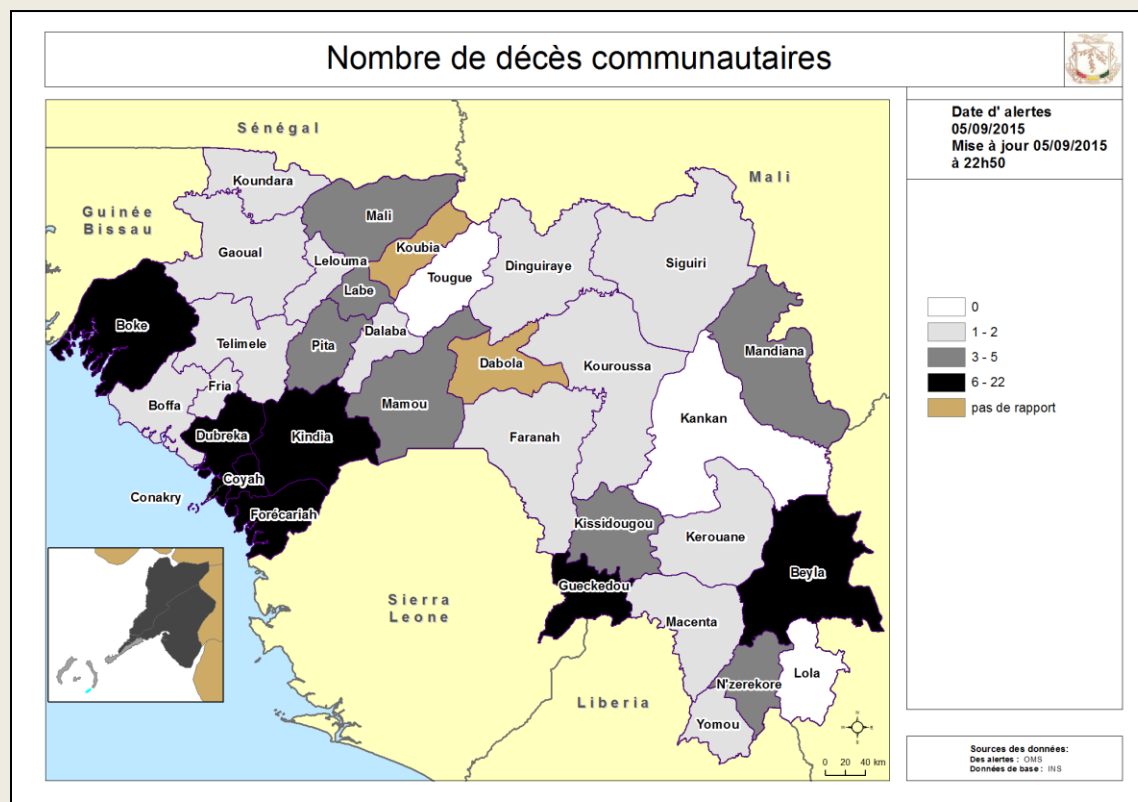 Nombre de décès communautaires
Date d' alertes
05/09/2015
Mise à jour 05/09/2015
à 22h50
Sénégal
Mali
Guinée
Bissau
Koundara
Mali
Koubia
Gaoual
Lelouma
Tougue
Dinguiraye
Siguiri
Labe
Boke
Telimele
Pita
Dalaba
Dabola
Kouroussa
Mandiana
Fria
Boffa
Mamou
Kankan
Dubreka
Kindia
Faranah
Coyah
Conakry
Forécariah
Kissidougou
Kerouane
Gueckedou
Beyla
Sierra
Leone
Macenta
Lola
N'zerekore
Liberia
Yomou
0
1 - 2
3 - 5
6 - 22
pas de rapport
N
0 20 40 km
Sources des données:
Des alertes : OMS
Données de base : INS